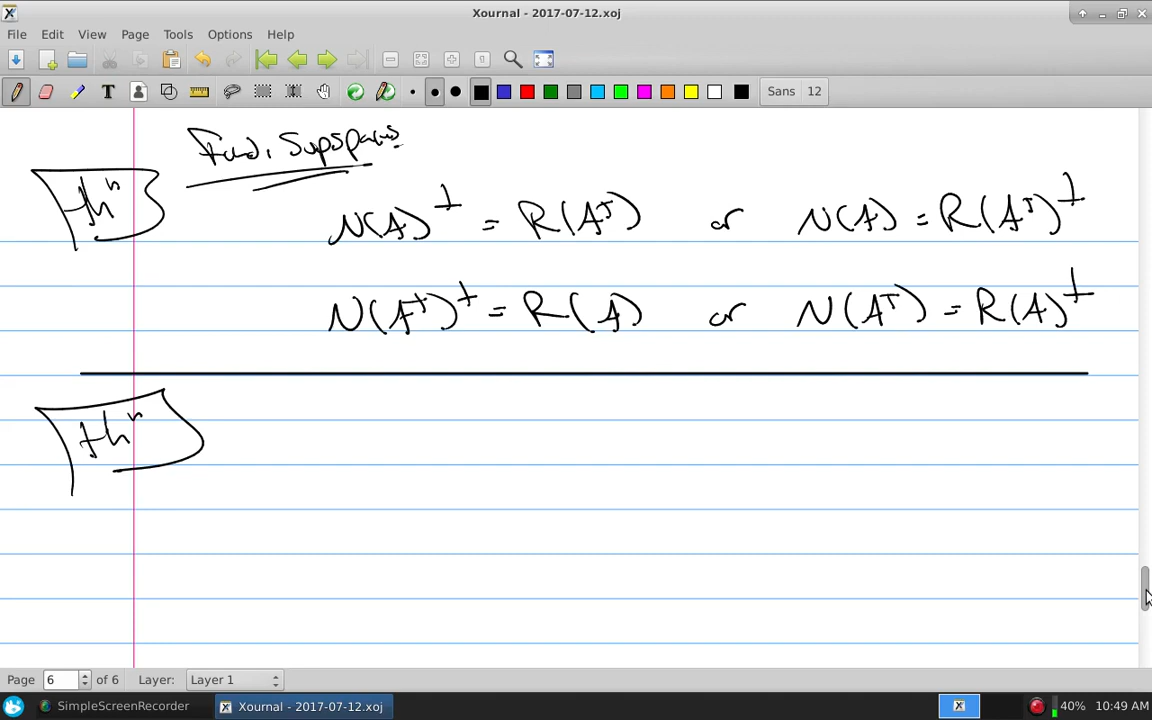 Xournal - 2017-07-12.xoj
File Edit View Page Tools Options Help
Sans 12
Fund. Subspaces
Thⁿ
N(A)^⊥ = R(Aᵀ) or N(A) = R(Aᵀ)^⊥
N(Aᵀ)^⊥ = R(A) or N(Aᵀ) = R(A)^⊥
Thⁿ
Page 6 of 6 Layer: Layer 1
SimpleScreenRecorder Xournal - 2017-07-12.xoj 40% 10:49 AM